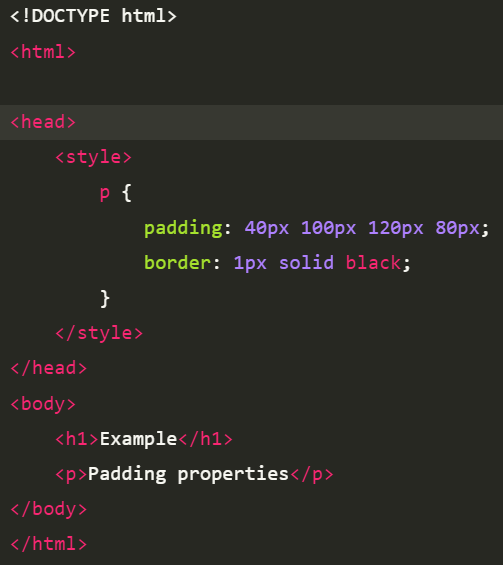 <!DOCTYPE html>
<html>
<head>
<style>
p {
padding: 40px 100px 120px 80px;
border: 1px solid black;
}
</style>
</head>
<body>
<h1>Example</h1>
<p>Padding properties</p>
</body>
</html>